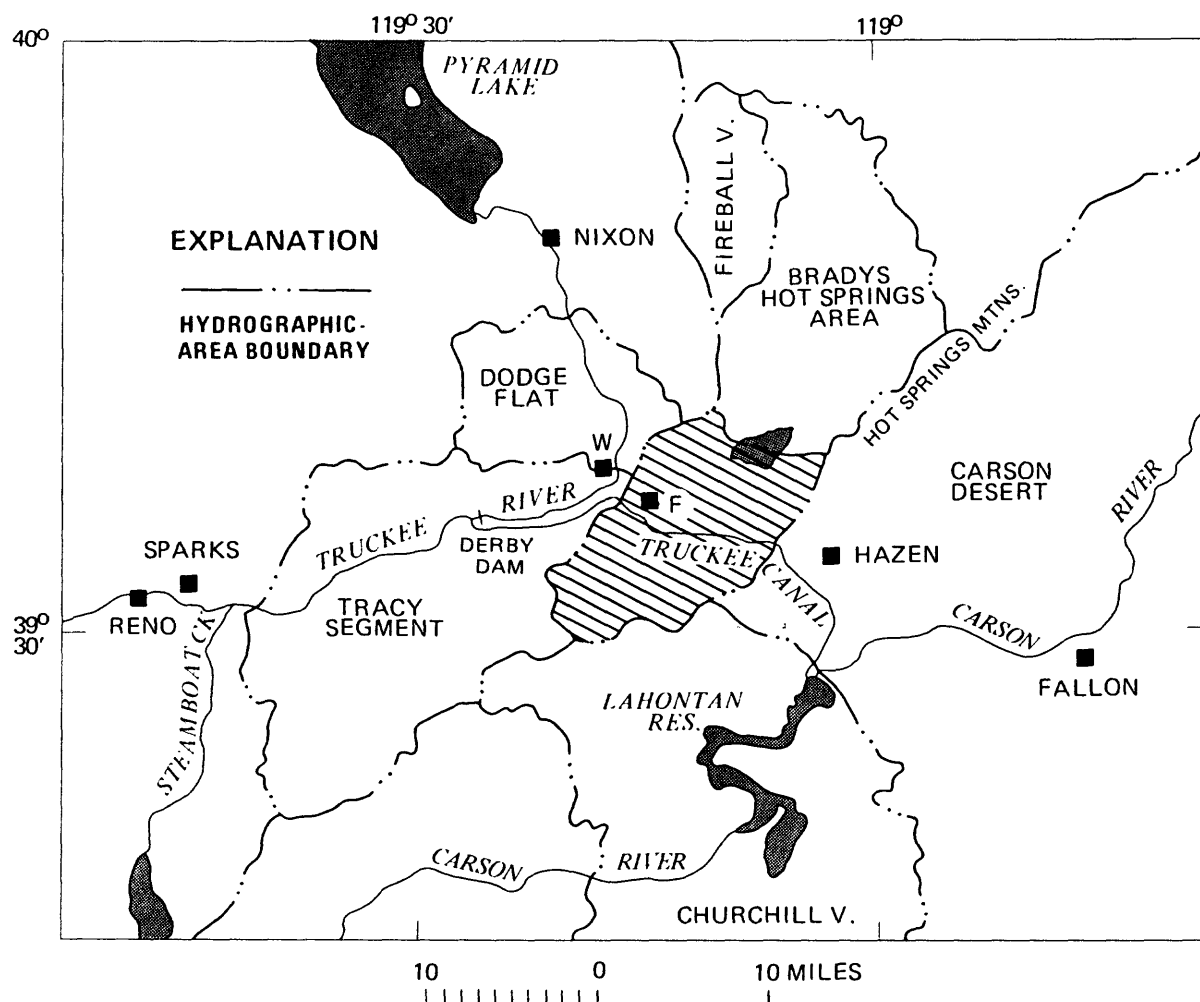 119° 30'
119°
40°
PYRAMID
LAKE
FIREBALL V.
EXPLANATION
NIXON
HYDROGRAPHIC-
AREA BOUNDARY
BRADYS
HOT SPRINGS
AREA
HOT SPRINGS MTNS.
DODGE
FLAT
W
F
CARSON
DESERT
RIVER
TRUCKEE RIVER
DERBY
DAM
TRUCKEE CANAL
HAZEN
SPARKS
RENO
TRACY
SEGMENT
39°
30'
CARSON
FALLON
STEAMBOAT CK
LAHONTAN
RES.
CARSON RIVER
CHURCHILL V.
10 0 10 MILES